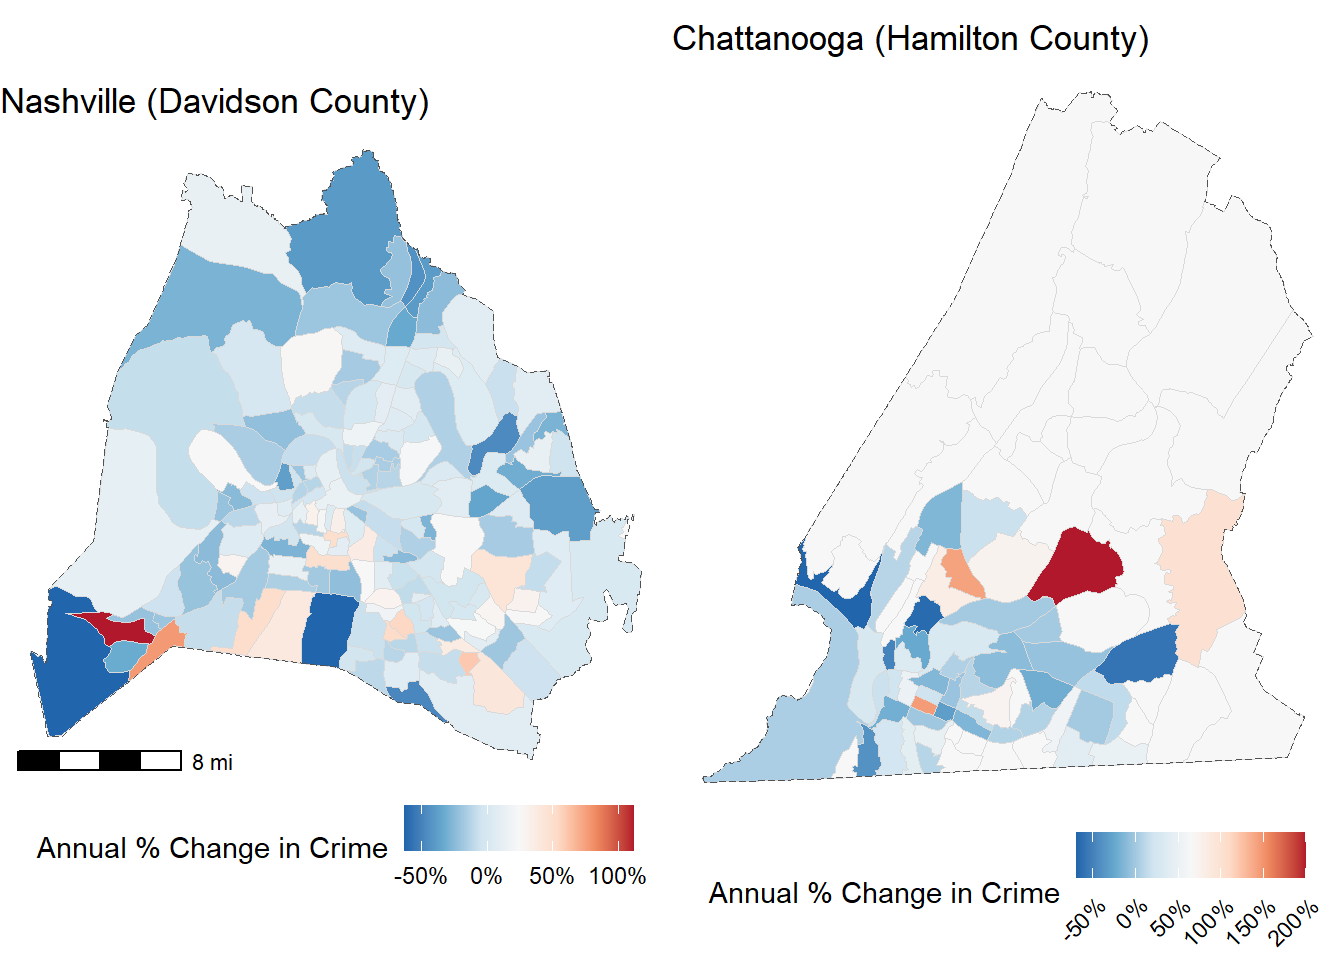 Chattanooga (Hamilton County)
Nashville (Davidson County)
8 mi
Annual % Change in Crime
-50% 0% 50% 100%
Annual % Change in Crime
-50% 0% 50% 100% 150% 200%